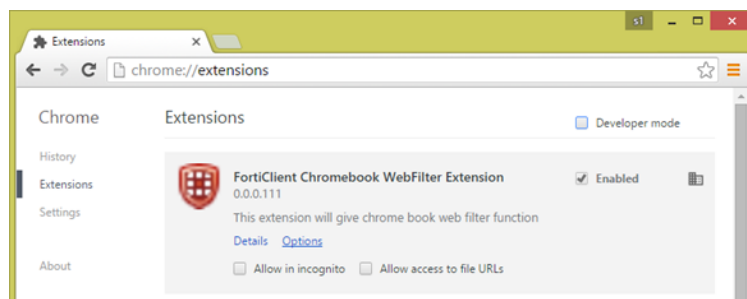 s1
Extensions
chrome://extensions
Chrome
Extensions
Developer mode
History
Extensions
Settings
About
FortiClient Chromebook WebFilter Extension
Enabled
0.0.0.111
This extension will give chrome book web filter function
Details Options
Allow in incognito Allow access to file URLs